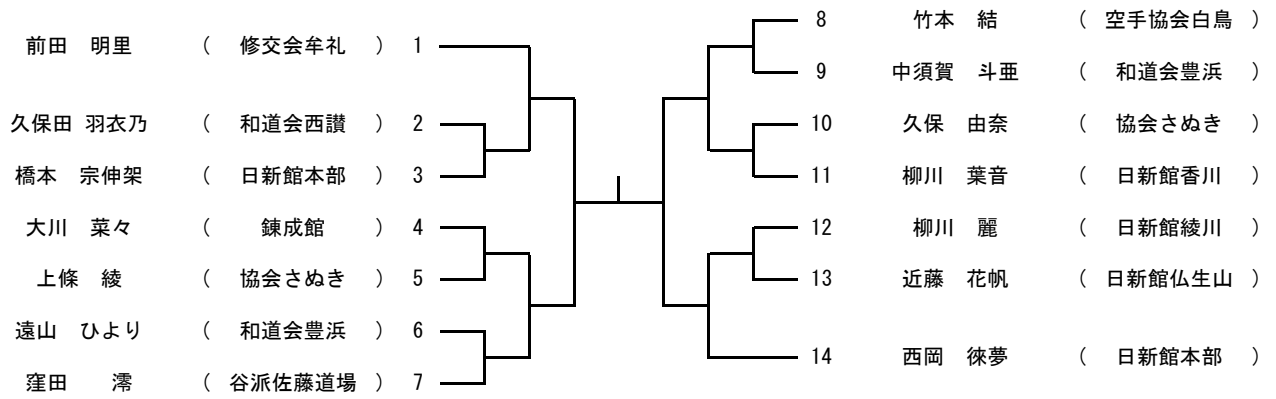 前田　明里 （ 修交会牟礼 ） 1
久保田 羽衣乃 （ 和道会西讃 ） 2
橋本　宗伸架 （ 日新館本部 ） 3
大川　菜々 （ 錬成館 ） 4
上條　綾 （ 協会さぬき ） 5
遠山　ひより （ 和道会豊浜 ） 6
窪田　　澪 （ 谷派佐藤道場 ） 7
8 竹本　結 （ 空手協会白鳥 ）
9 中須賀　斗亜 （ 和道会豊浜 ）
10 久保　由奈 （ 協会さぬき ）
11 柳川　葉音 （ 日新館香川 ）
12 柳川　麗 （ 日新館綾川 ）
13 近藤　花帆 （ 日新館仏生山 ）
14 西岡　徠夢 （ 日新館本部 ）